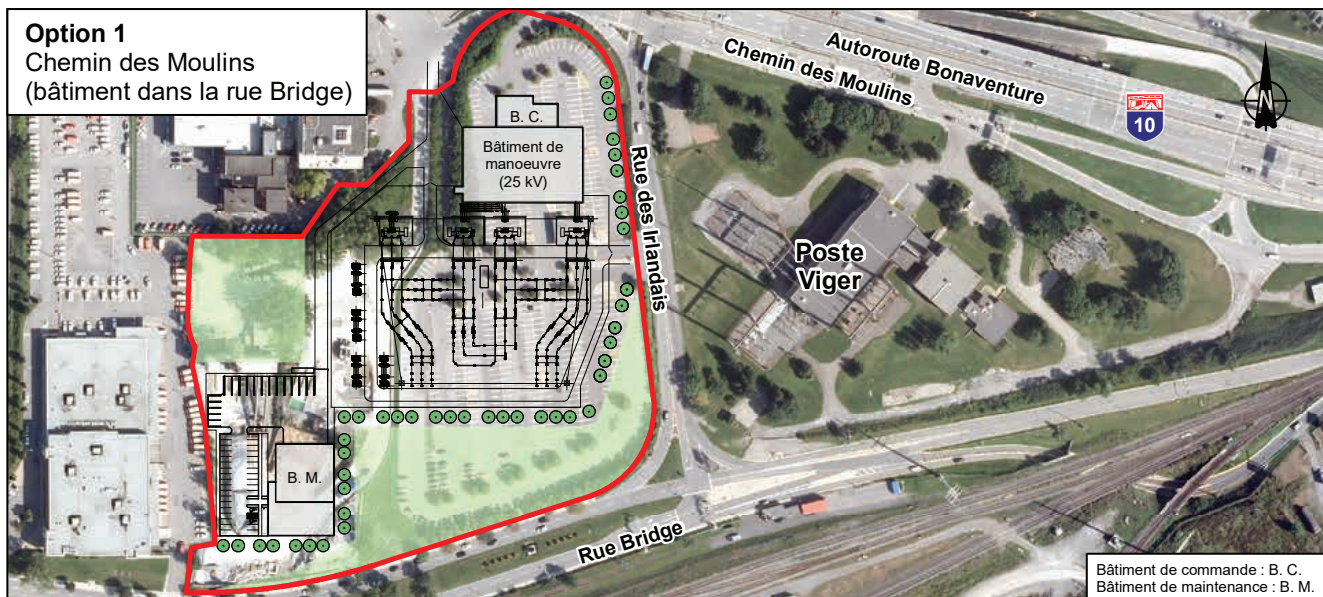 Option 1
Chemin des Moulins
(bâtiment dans la rue Bridge)
Autoroute Bonaventure
Chemin des Moulins
10
N
B. C.
Bâtiment de
manoeuvre
(25 kV)
Rue des Irlandais
Poste
Viger
B. M.
Rue Bridge
Bâtiment de commande : B. C.
Bâtiment de maintenance : B. M.